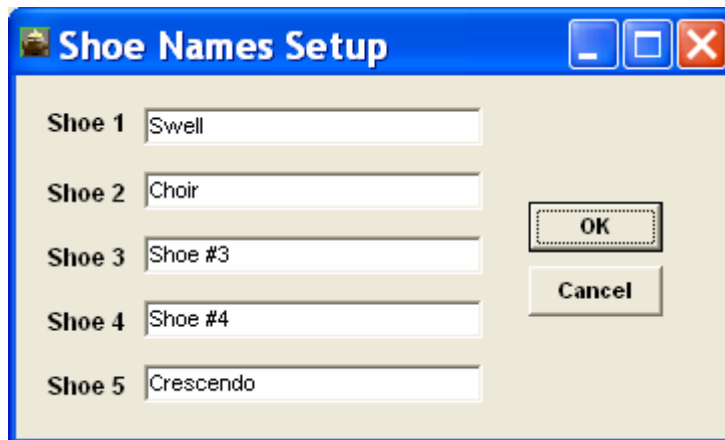 Shoe Names Setup
Shoe 1 Swell
Shoe 2 Choir
OK
Shoe 3 Shoe #3
Cancel
Shoe 4 Shoe #4
Shoe 5 Crescendo